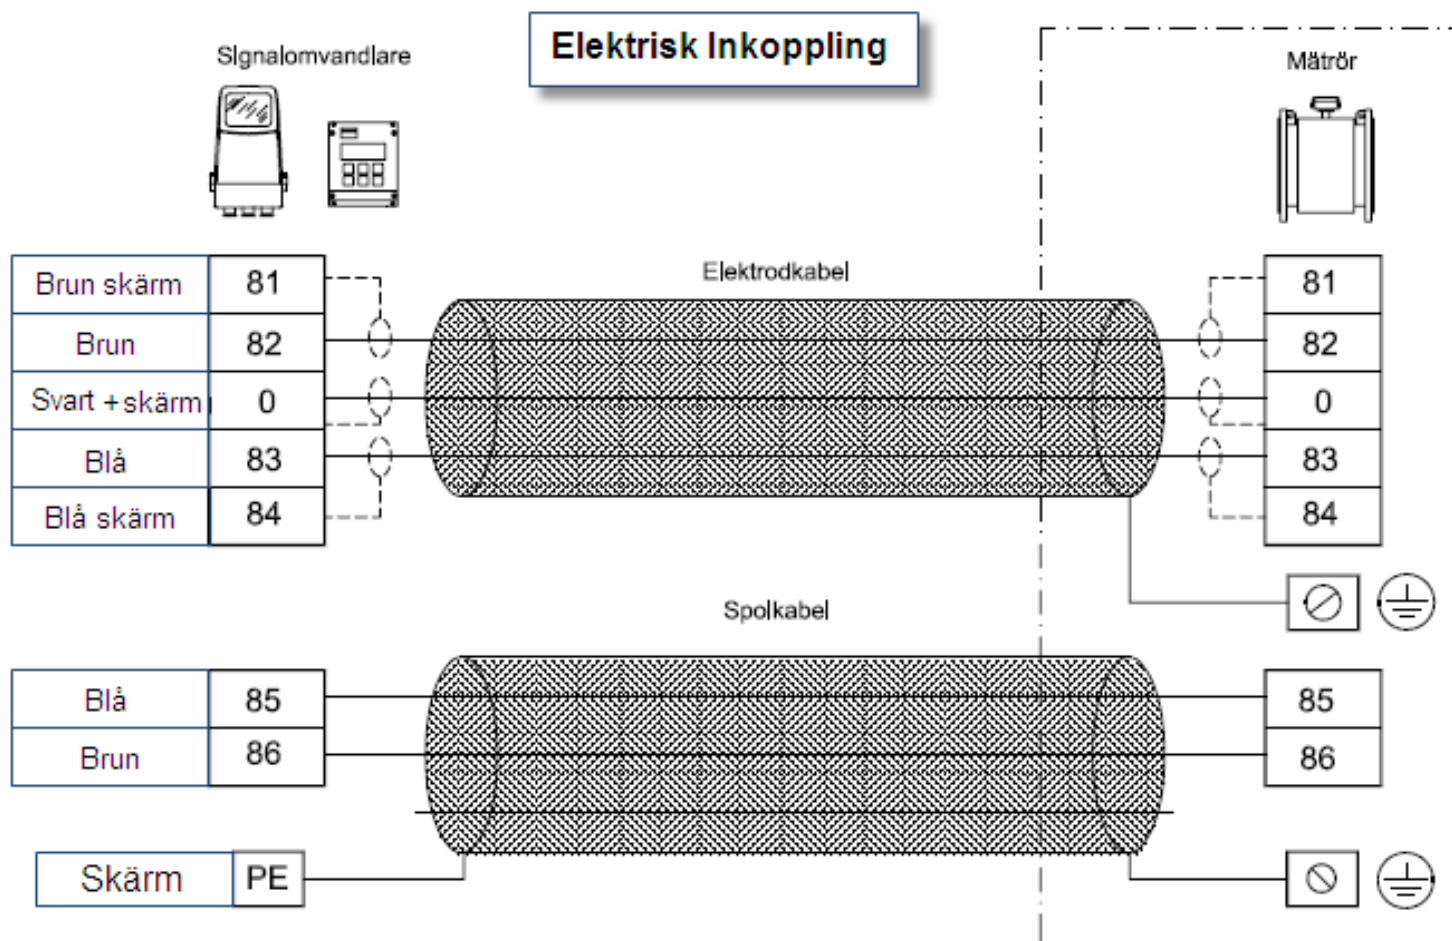 Elektrisk Inkoppling
Signalomvandlare
Mätrör
Elektrodkabel
Brun skärm 81 81
Brun 82 82
Svart + skärm 0 0
Blå 83 83
Blå skärm 84 84
Spolkabel
Blå 85 85
Brun 86 86
Skärm PE